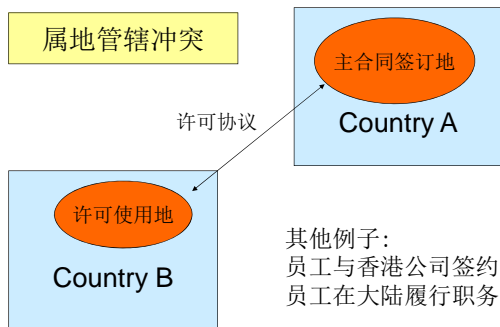 属地管辖冲突
主合同签订地
Country A
许可协议
许可使用地
Country B
其他例子:
员工与香港公司签约
员工在大陆履行职务